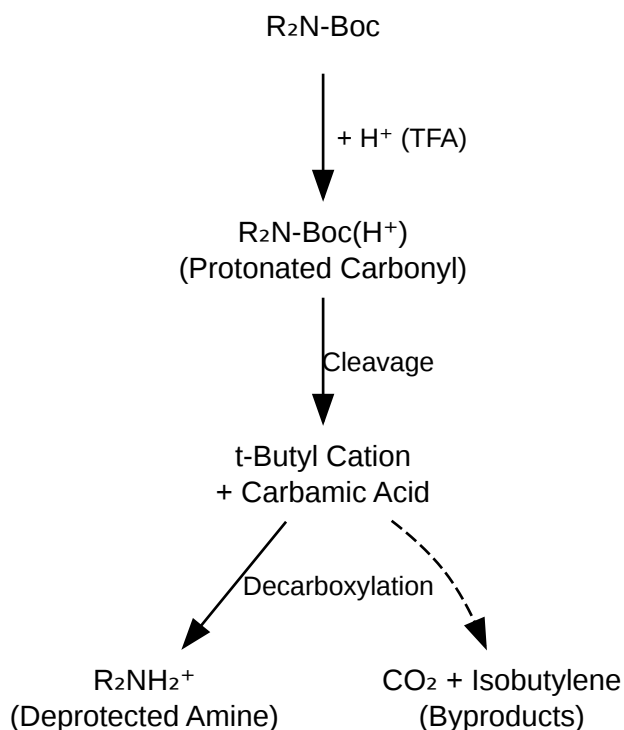 R₂N-Boc
+ H⁺ (TFA)
R₂N-Boc(H⁺)
(Protonated Carbonyl)
Cleavage
t-Butyl Cation
+ Carbamic Acid
Decarboxylation
R₂NH₂⁺
(Deprotected Amine)
CO₂ + Isobutylene
(Byproducts)